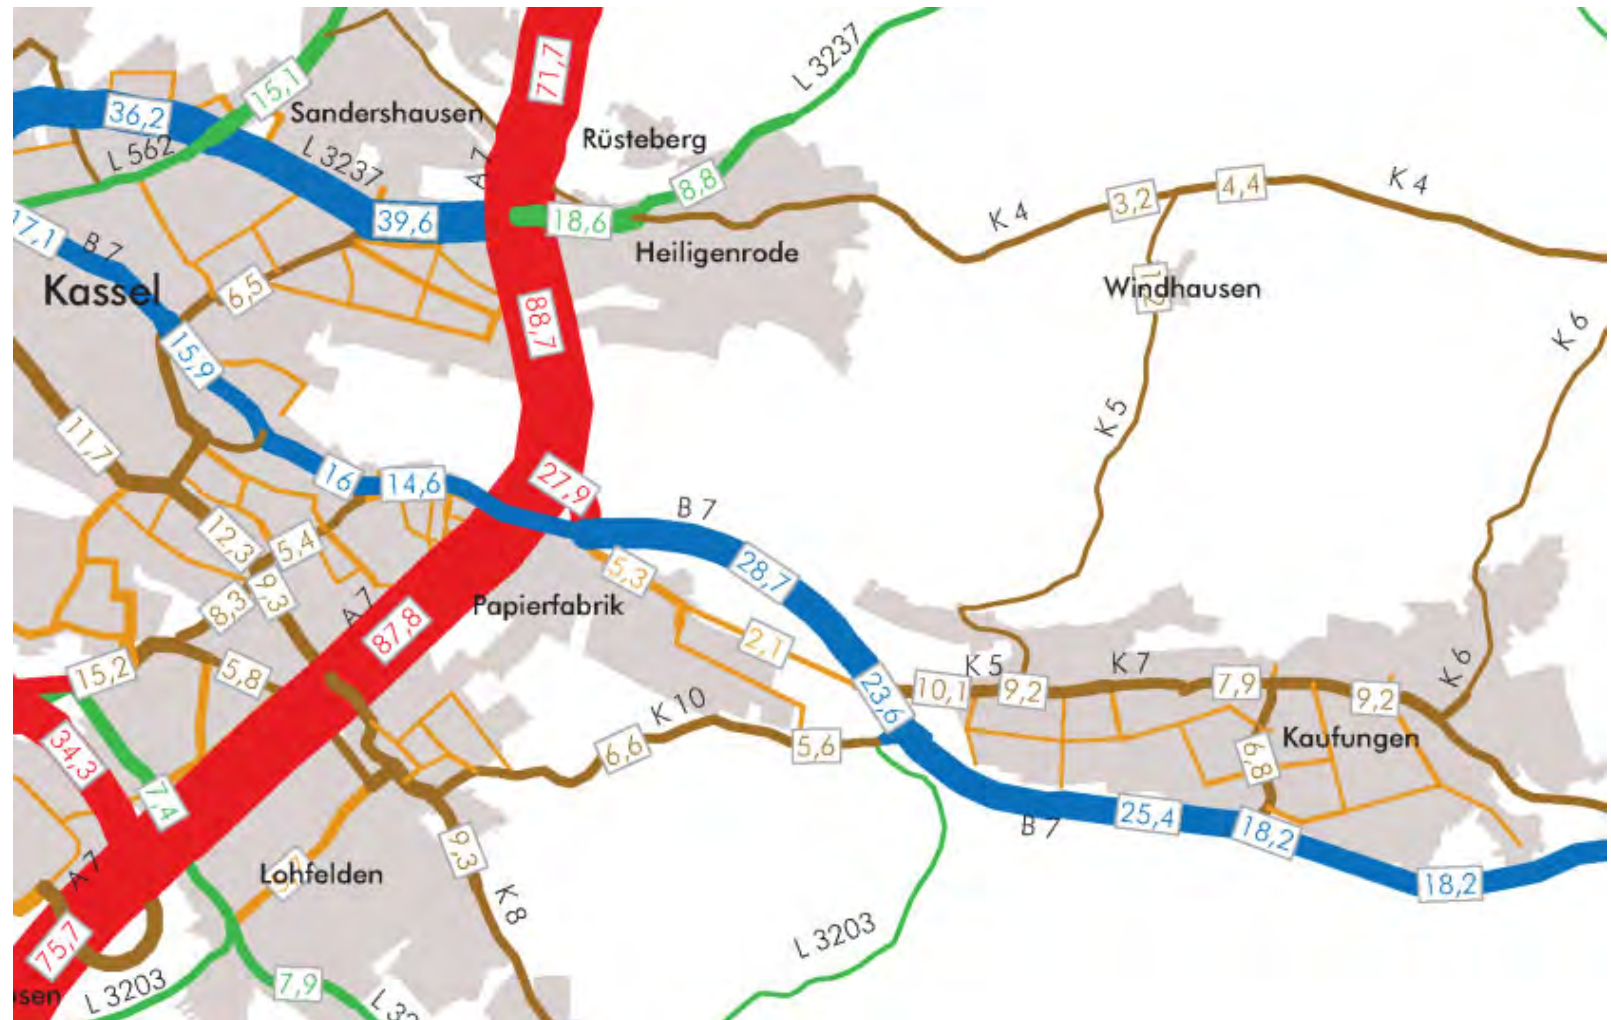 71,7
15,1
L 3237
36,2
Sandershausen
Rüsteberg
L 562
L 3237
A 7
8,8
K 4
3,2
4,4
K 4
17,1
B 7
39,6
18,6
Heiligenrode
Kassel
6,5
88,7
Windhausen
K 6
15,9
K 5
11,7
16
14,6
27,9
B 7
12,3
5,4
5,3
28,7
8,3
9,3
A 7
87,8
Papierfabrik
2,1
15,2
5,8
23,6
10,1
K 5
9,2
K 7
7,9
9,2
K 6
K 10
6,6
5,6
6,8
Kaufungen
34,3
7,4
25,4
B 7
18,2
18,2
9,3
A 7
Lohfelden
K 8
75,7
L 3203
7,9
L 3203